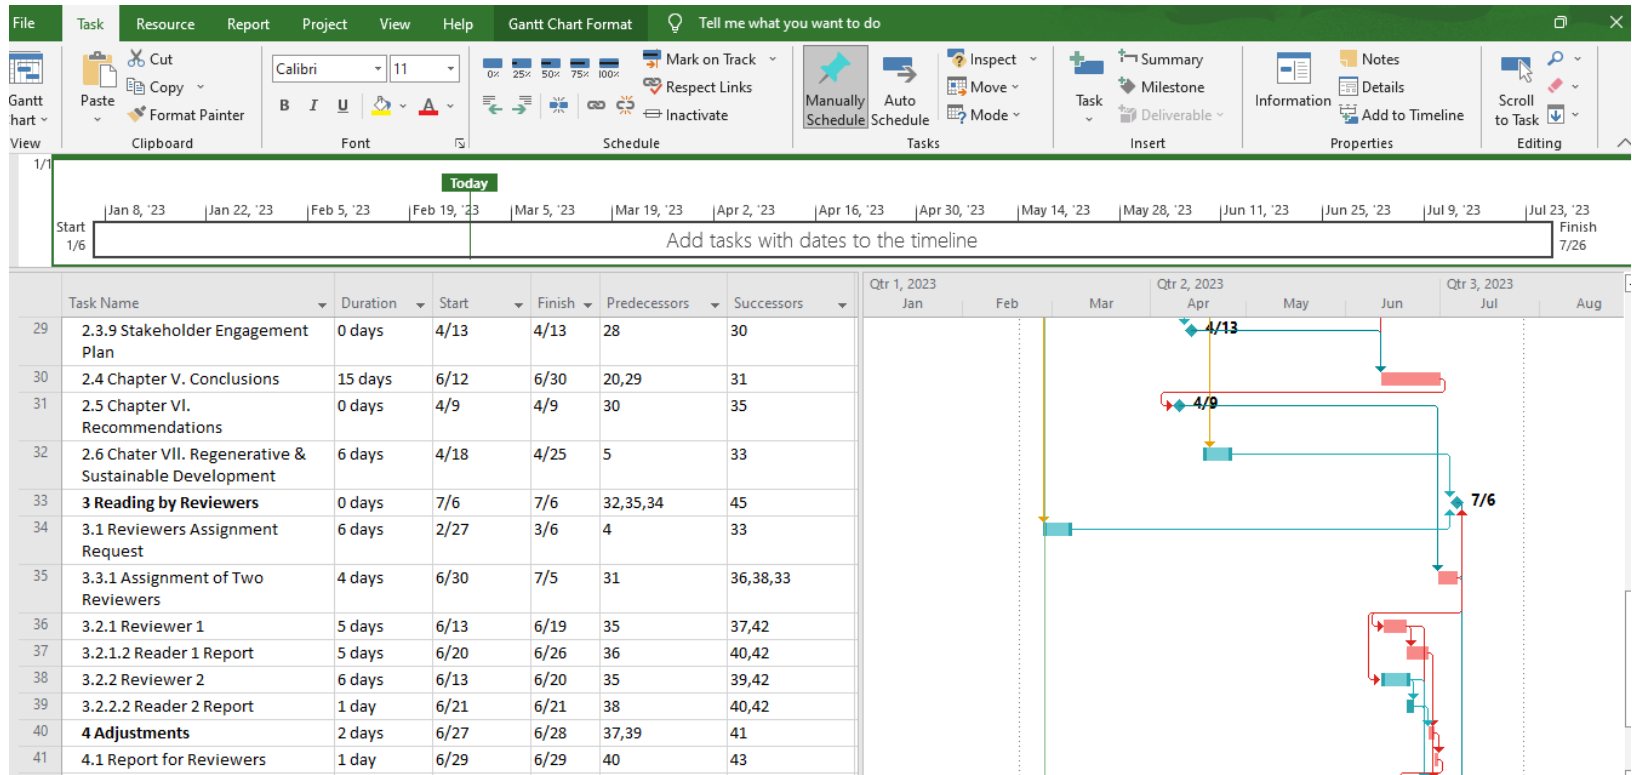 File Task Resource Report Project View Help Gantt Chart Format Tell me what you want to do
Cut
Copy
Format Painter
Paste
Gantt
hart
View
Clipboard
Calibri 11
B I U A
Font
0% 25% 50% 75% 100%
Mark on Track
Respect Links
Inactivate
Schedule
Manually
Schedule
Auto
Schedule
Inspect
Move
Mode
Tasks
Task
Summary
Milestone
Deliverable
Insert
Information
Notes
Details
Add to Timeline
Properties
Scroll
to Task
Editing
1/1
Today
Jan 8, '23 Jan 22, '23 Feb 5, '23 Feb 19, '23 Mar 5, '23 Mar 19, '23 Apr 2, '23 Apr 16, '23 Apr 30, '23 May 14, '23 May 28, '23 Jun 11, '23 Jun 25, '23 Jul 9, '23 Jul 23, '23
Start
1/6
Add tasks with dates to the timeline
Finish
7/26
Task Name Duration Start Finish Predecessors Successors
Qtr 1, 2023 Qtr 2, 2023 Qtr 3, 2023
Jan Feb Mar Apr May Jun Jul Aug
29 2.3.9 Stakeholder Engagement 0 days 4/13 4/13 28 30
Plan
4/13
30 2.4 Chapter V. Conclusions 15 days 6/12 6/30 20,29 31
31 2.5 Chapter Vl. 0 days 4/9 4/9 30 35
Recommendations
4/9
32 2.6 Chater Vll. Regenerative & 6 days 4/18 4/25 5 33
Sustainable Development
33 3 Reading by Reviewers 0 days 7/6 7/6 32,35,34 45
7/6
34 3.1 Reviewers Assignment 6 days 2/27 3/6 4 33
Request
35 3.3.1 Assignment of Two 4 days 6/30 7/5 31 36,38,33
Reviewers
36 3.2.1 Reviewer 1 5 days 6/13 6/19 35 37,42
37 3.2.1.2 Reader 1 Report 5 days 6/20 6/26 36 40,42
38 3.2.2 Reviewer 2 6 days 6/13 6/20 35 39,42
39 3.2.2.2 Reader 2 Report 1 day 6/21 6/21 38 40,42
40 4 Adjustments 2 days 6/27 6/28 37,39 41
41 4.1 Report for Reviewers 1 day 6/29 6/29 40 43